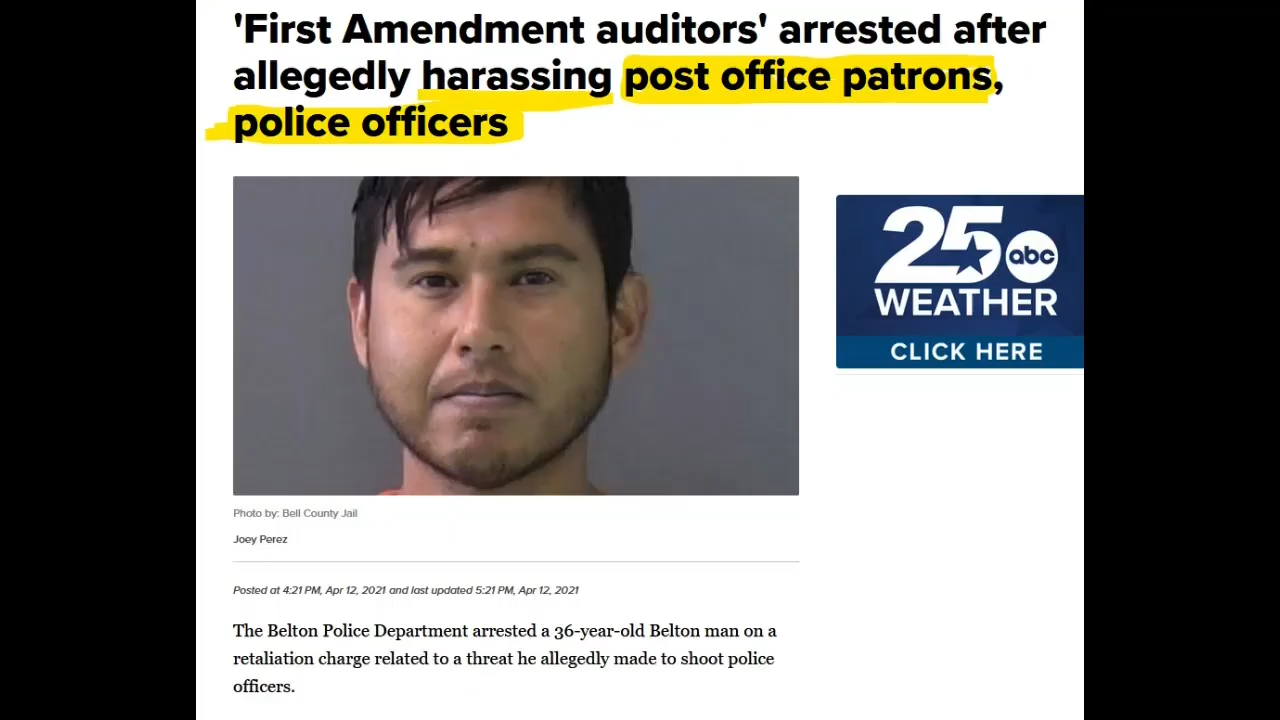 'First Amendment auditors' arrested after
allegedly harassing post office patrons,
police officers
25 abc
WEATHER
CLICK HERE
Photo by: Bell County Jail
Joey Perez
Posted at 4:21 PM, Apr 12, 2021 and last updated 5:21 PM, Apr 12, 2021
The Belton Police Department arrested a 36-year-old Belton man on a
retaliation charge related to a threat he allegedly made to shoot police
officers.